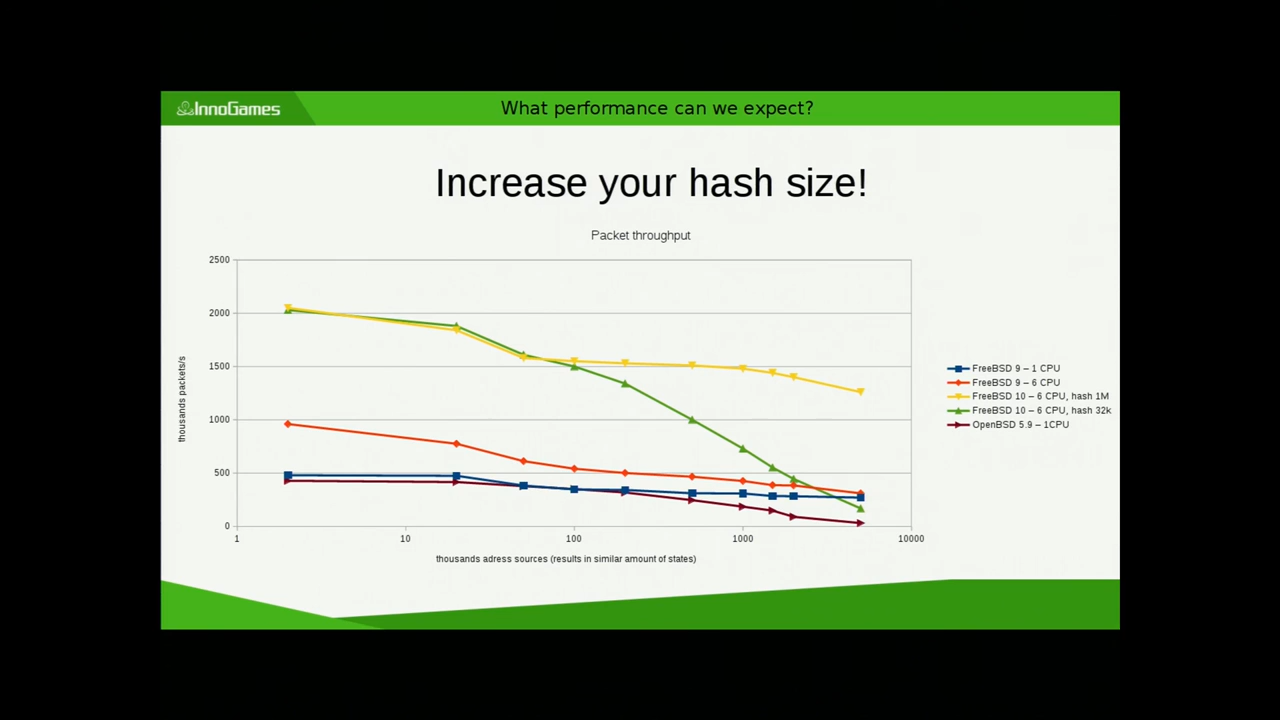 InnoGames
What performance can we expect?
Increase your hash size!
Packet throughput
2500
2000
1500
1000
500
0
thousands packets/s
1
10
100
1000
10000
thousands adress sources (results in similar amount of states)
FreeBSD 9 – 1 CPU
FreeBSD 9 – 6 CPU
FreeBSD 10 – 6 CPU, hash 1M
FreeBSD 10 – 6 CPU, hash 32k
OpenBSD 5.9 – 1CPU